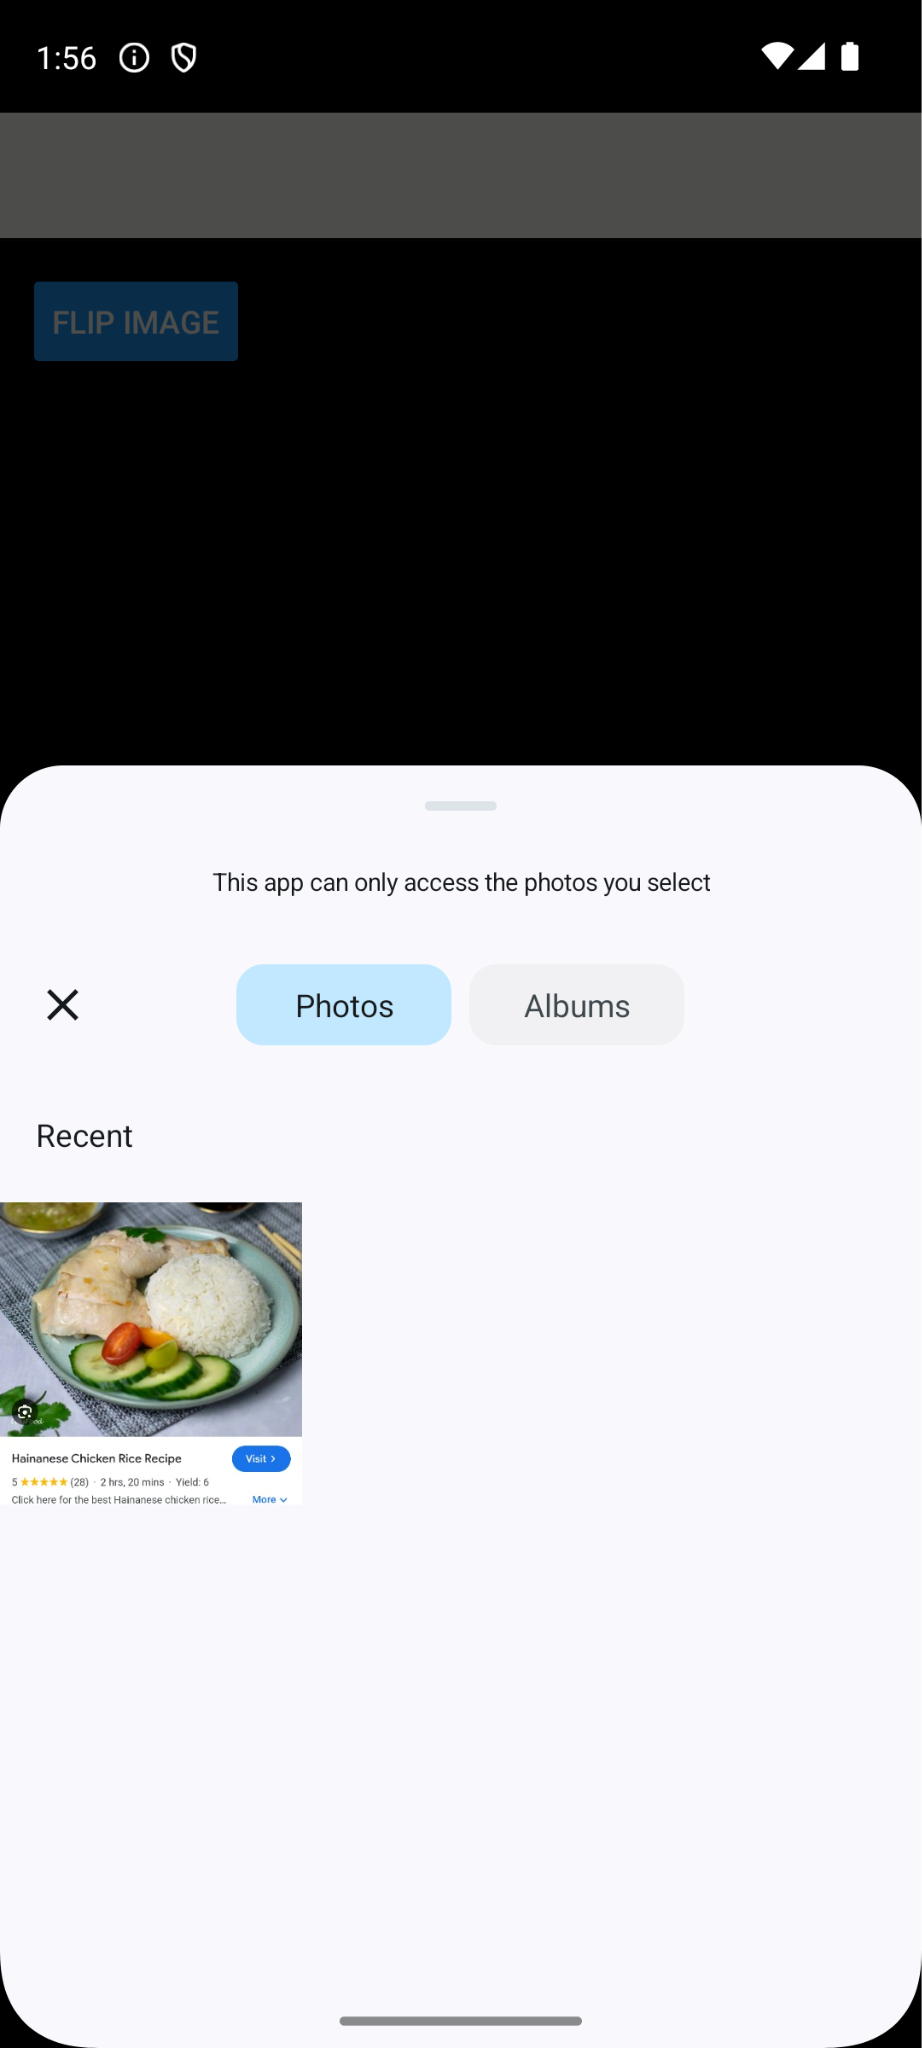 1:56
FLIP IMAGE
This app can only access the photos you select
Photos
Albums
Recent
Hainanese Chicken Rice Recipe
Visit >
5 ★★★★★ (28) · 2 hrs, 20 mins · Yield: 6
Click here for the best Hainanese chicken rice...
More